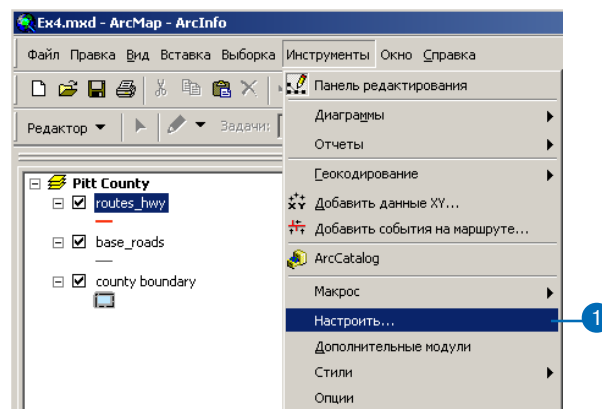 Ex4.mxd - ArcMap - ArcInfo
Файл Правка Вид Вставка Выборка Инструменты Окно Справка
Редактор Задачи:
Pitt County
routes_hwy
base_roads
county boundary
Панель редактирования
Диаграммы
Отчеты
Геокодирование
Добавить данные XY...
Добавить события на маршруте...
ArcCatalog
Макрос
Настроить...
1
Дополнительные модули
Стили
Опции